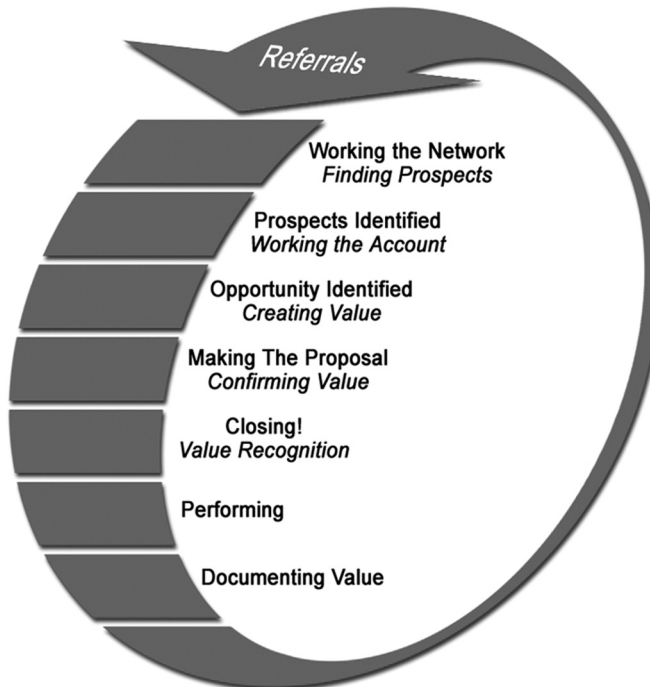 Referrals
Working the Network
Finding Prospects
Prospects Identified
Working the Account
Opportunity Identified
Creating Value
Making The Proposal
Confirming Value
Closing!
Value Recognition
Performing
Documenting Value